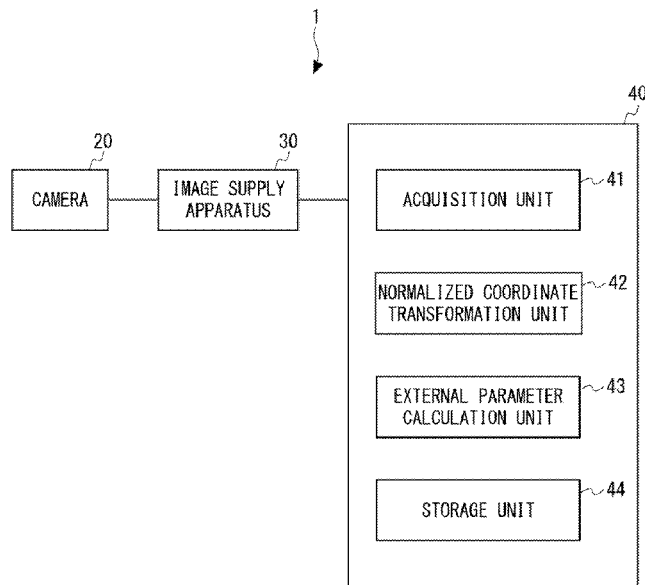 1
40
20
30
CAMERA
IMAGE SUPPLY
APPARATUS
ACQUISITION UNIT
41
NORMALIZED COORDINATE
TRANSFORMATION UNIT
42
EXTERNAL PARAMETER
CALCULATION UNIT
43
STORAGE UNIT
44